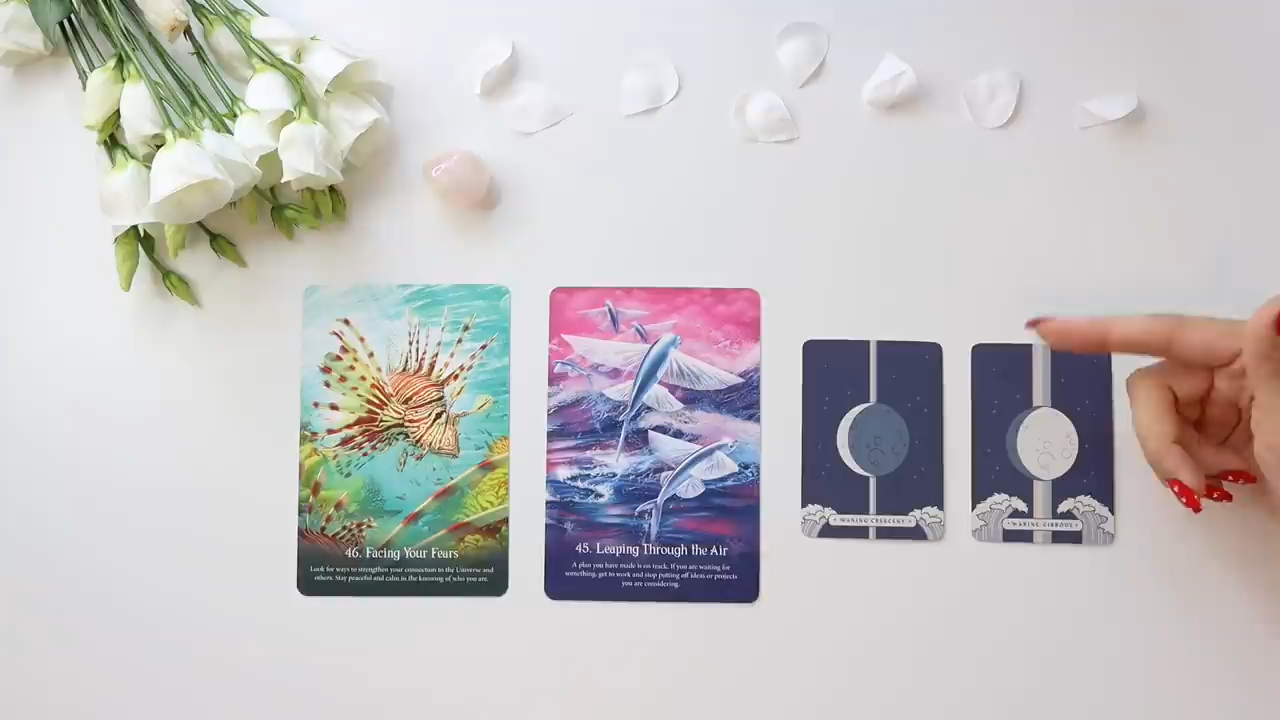 46. Facing Your Fears
Look for ways to strengthen your connection to the Universe and
others. Stay peaceful and calm in the knowing of who you are.
45. Leaping Through the Air
A plan you have made is on track. If you are waiting for
something, get to work and stop putting off ideas or projects
you are considering.
WANING CRESCENT
WANING GIBBOUS